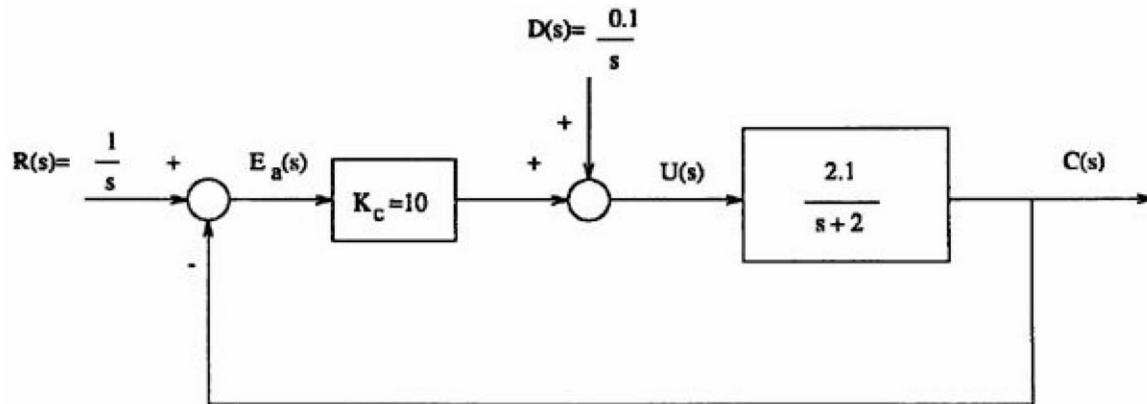 D(s)= 0.1
s
R(s)= 1
s
+
E a(s)
K c =10
+
+
U(s)
2.1
s + 2
C(s)
-